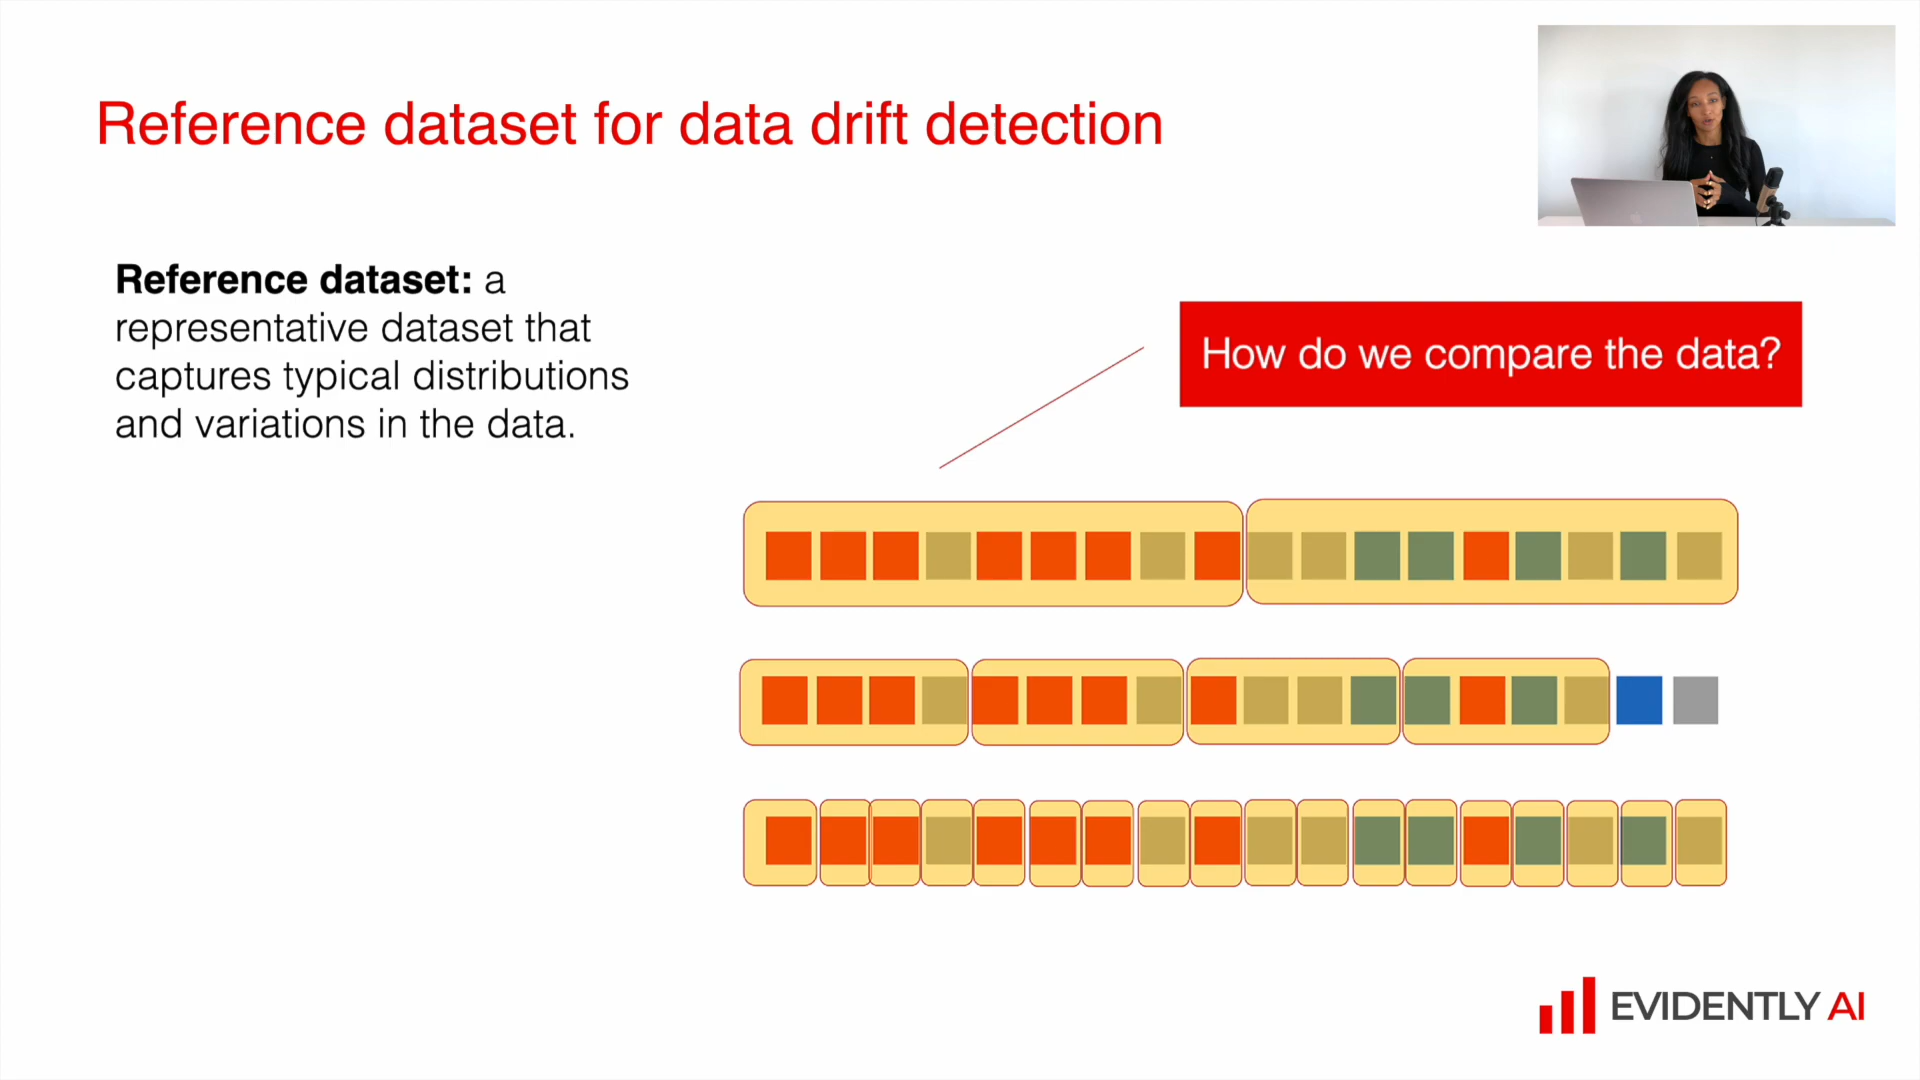 Reference dataset for data drift detection
Reference dataset: a
representative dataset that
captures typical distributions
and variations in the data.
How do we compare the data?
EVIDENTLY AI